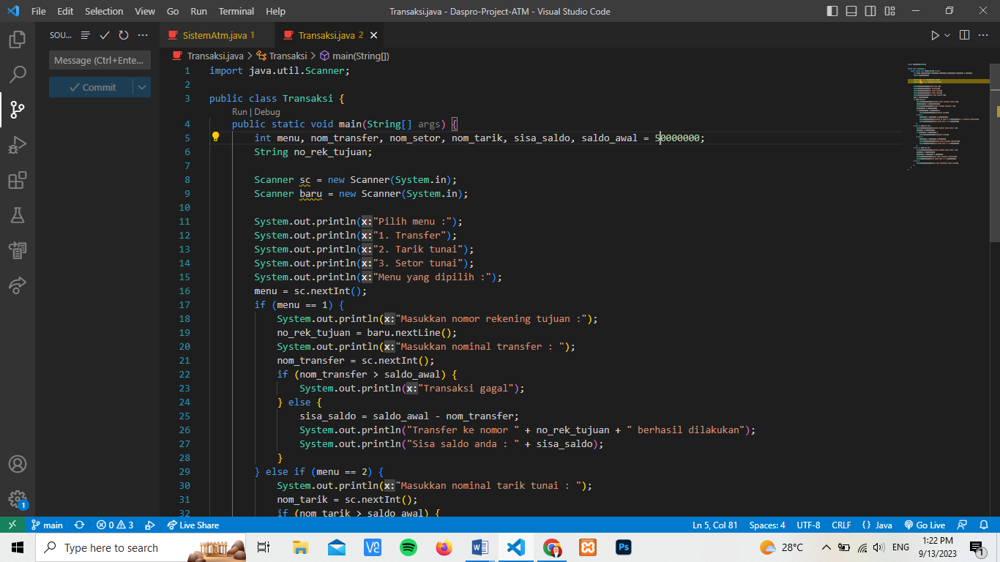 File Edit Selection View Go Run Terminal Help Transaksi.java - Daspro-Project-ATM - Visual Studio Code
SOU... SistemAtm.java 1 Transaksi.java 2
Message (Ctrl+Ente...
Commit
Transaksi.java > Transaksi > main(String[])
1 import java.util.Scanner;
2
3 public class Transaksi {
Run | Debug
4 public static void main(String[] args) {
5 int menu, nom_transfer, nom_setor, nom_tarik, sisa_saldo, saldo_awal = 50000000;
6 String no_rek_tujuan;
7
8 Scanner sc = new Scanner(System.in);
9 Scanner baru = new Scanner(System.in);
10
11 System.out.println(x:"Pilih menu :");
12 System.out.println(x:"1. Transfer");
13 System.out.println(x:"2. Tarik tunai");
14 System.out.println(x:"3. Setor tunai");
15 System.out.println(x:"Menu yang dipilih :");
16 menu = sc.nextInt();
17 if (menu == 1) {
18 System.out.println(x:"Masukkan nomor rekening tujuan :");
19 no_rek_tujuan = baru.nextLine();
20 System.out.println(x:"Masukkan nominal transfer : ");
21 nom_transfer = sc.nextInt();
22 if (nom_transfer > saldo_awal) {
23 System.out.println(x:"Transaksi gagal");
24 } else {
25 sisa_saldo = saldo_awal - nom_transfer;
26 System.out.println("Transfer ke nomor " + no_rek_tujuan + " berhasil dilakukan");
27 System.out.println("Sisa saldo anda : " + sisa_saldo);
28 }
29 } else if (menu == 2) {
30 System.out.println(x:"Masukkan nominal tarik tunai : ");
31 nom_tarik = sc.nextInt();
32 if (nom_tarik > saldo_awal) {
1
main 0 3 Live Share Ln 5, Col 81 Spaces: 4 UTF-8 CRLF {} Java Go Live
Type here to search 28°C ENG 1:22 PM
9/13/2023 1